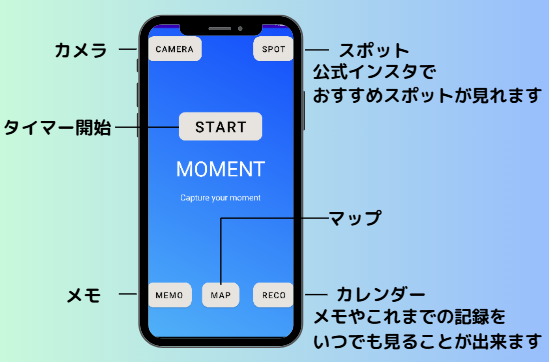 カメラ
CAMERA
SPOT
スポット
公式インスタで
おすすめスポットが見れます
タイマー開始
START
MOMENT
Capture your moment
マップ
メモ
MEMO
MAP
RECO
カレンダー
メモやこれまでの記録を
いつでも見ることが出来ます